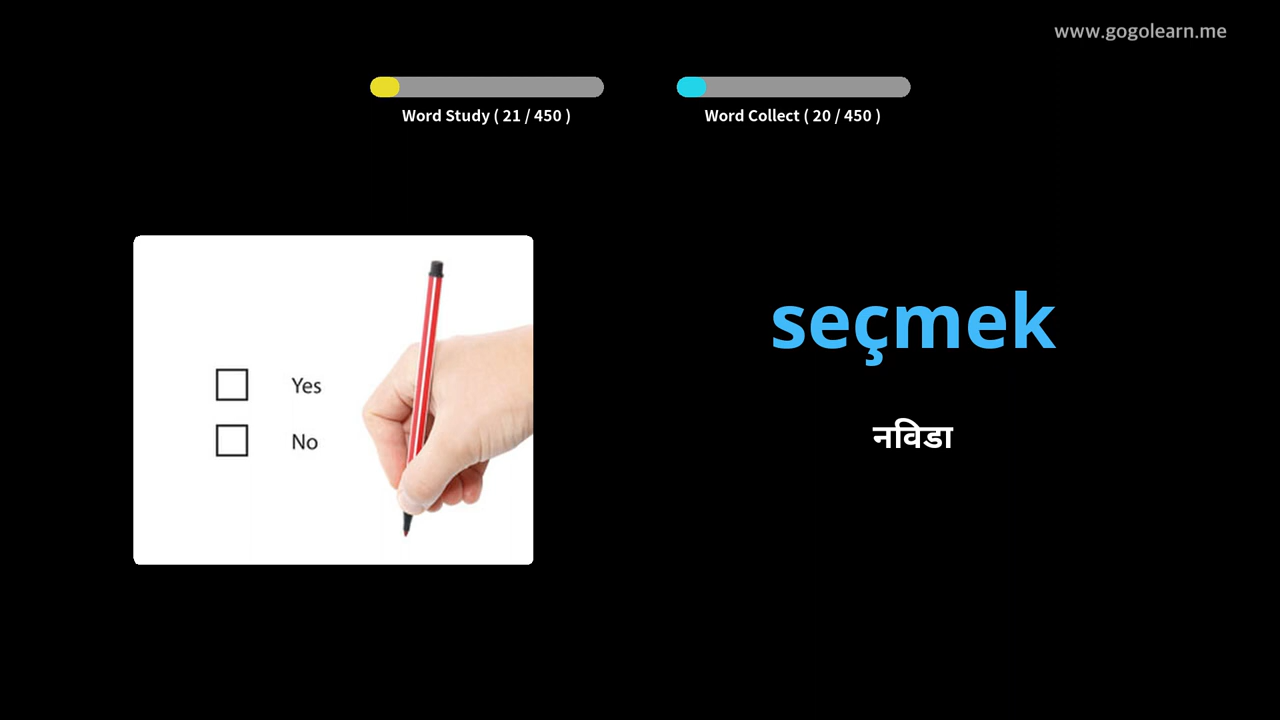 www.gogolearn.me
Word Study ( 21 / 450 )
Word Collect ( 20 / 450 )
Yes
No
seçmek
नविडा